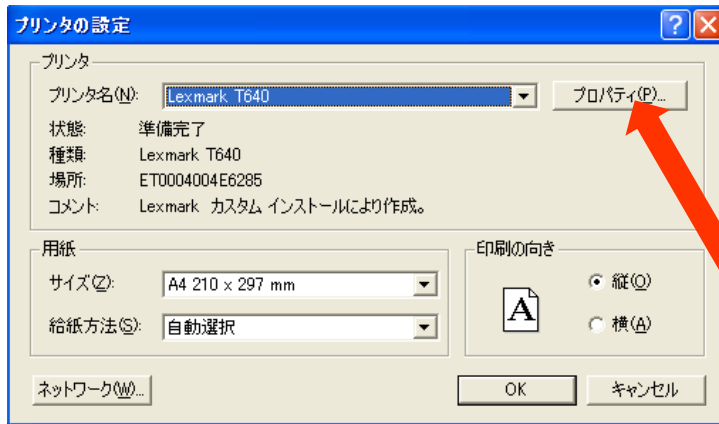 プリンタの設定
プリンタ
プリンタ名(N): Lexmark T640 プロパティ(P)...
状態: 準備完了
種類: Lexmark T640
場所: ET0004004E6285
コメント: Lexmark カスタム インストールにより作成。
用紙
サイズ(Z): A4 210 x 297 mm
給紙方法(S): 自動選択
印刷の向き
A
縦(O)
横(A)
ネットワーク(W)... OK キャンセル